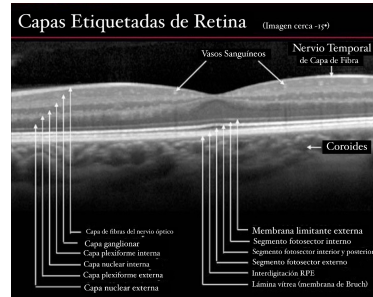 Capas Etiquetadas de Retina (Imagen cerca ~15°)
Vasos Sanguíneos
Nervio Temporal
de Capa de Fibra
Coroides
Capa de fibras del nervio óptico
Capa ganglionar
Capa plexiforme interna
Capa nuclear interna
Capa plexiforme externa
Capa nuclear externa
Membrana limitante externa
Segmento fotosector interno
Segmento fotosector interior y posterior
Segmento fotosector externo
Interdigitación RPE
Lámina vítrea (membrana de Bruch)